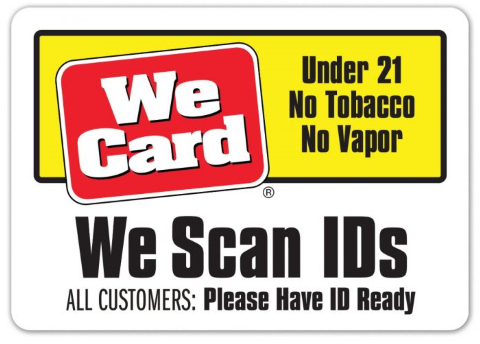 We
Card
®
Under 21
No Tobacco
No Vapor
We Scan IDs
ALL CUSTOMERS: Please Have ID Ready